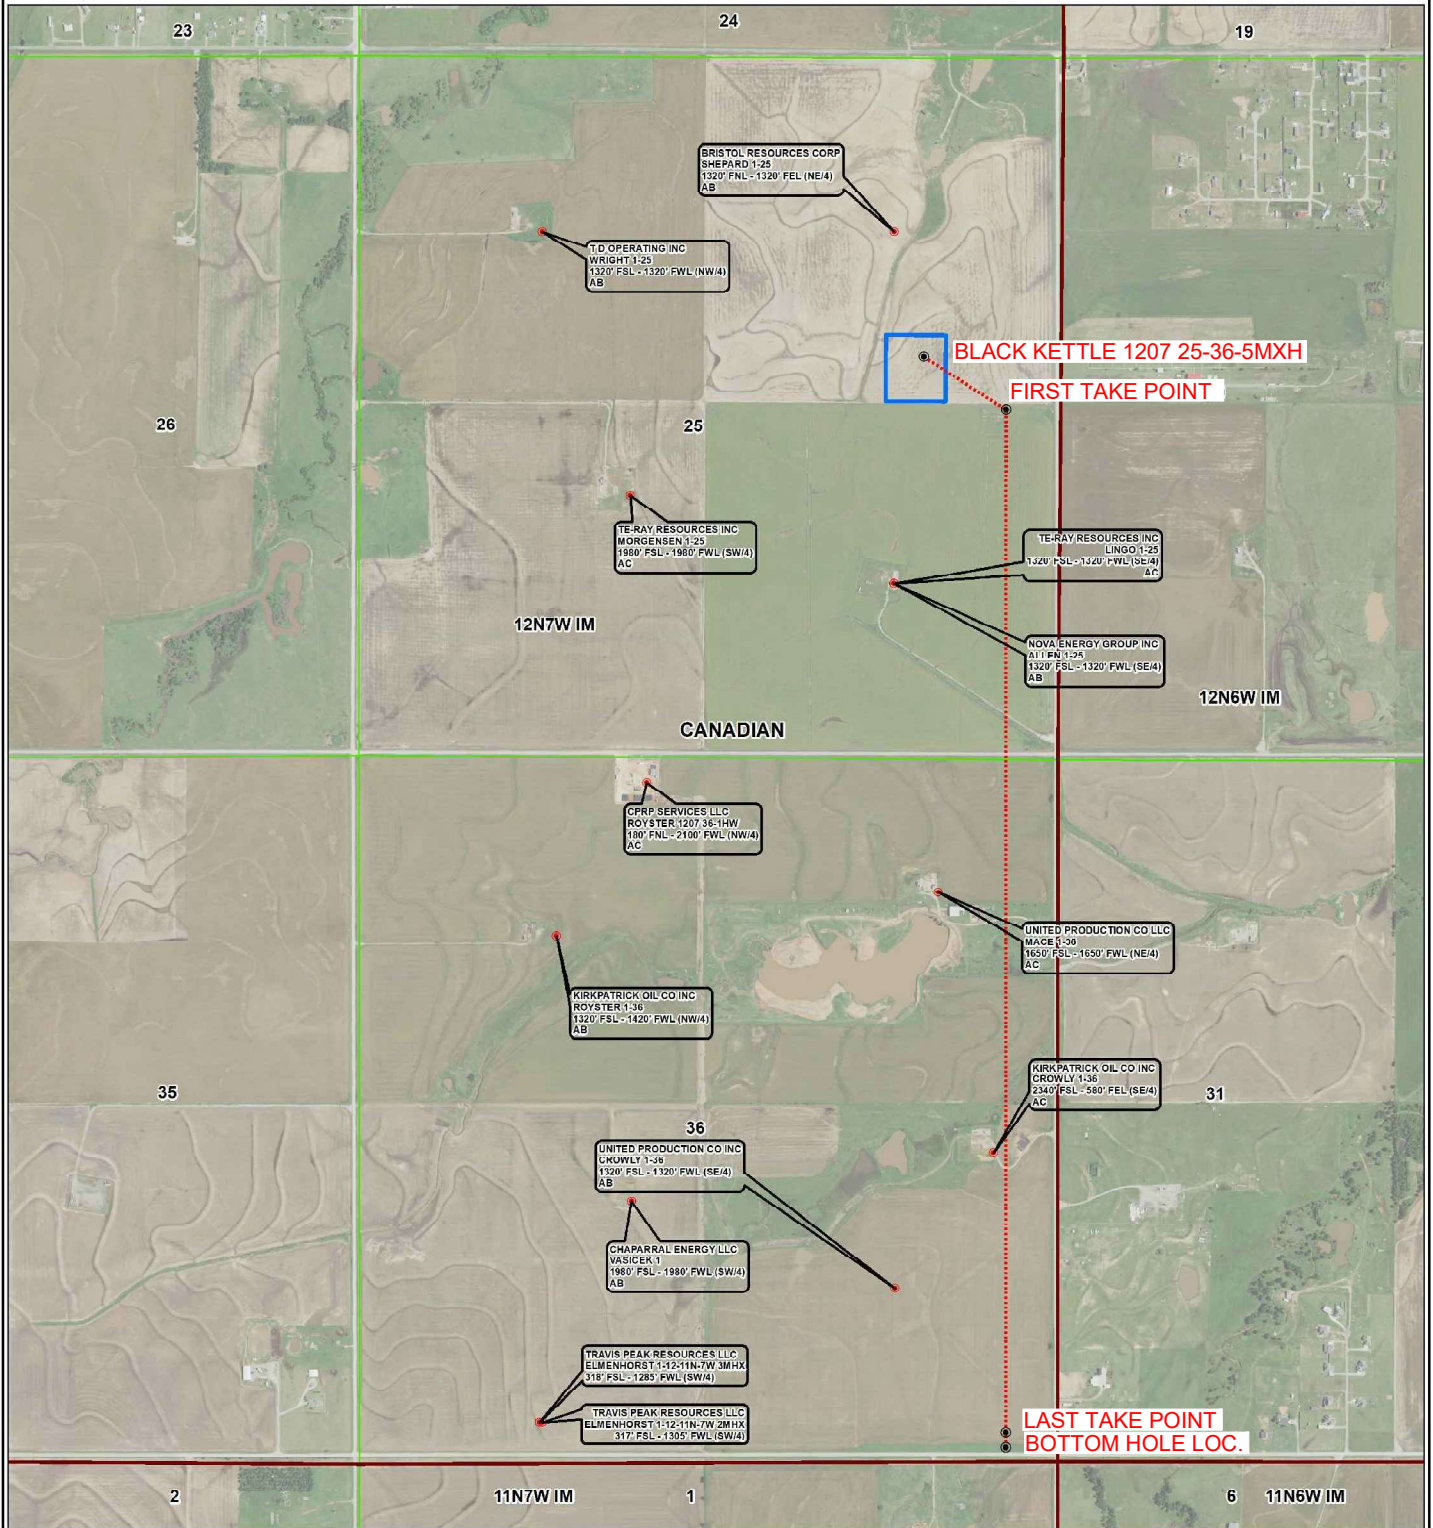 23
24
19
BRISTOL RESOURCES CORP
SHEPARD 1-25
1320' FNL - 1320' FEL (NE/4)
AB
T D OPERATING INC
WRIGHT 1-25
1320' FSL - 1320' FWL (NW/4)
AB
BLACK KETTLE 1207 25-36-5MXH
FIRST TAKE POINT
26
25
TE-RAY RESOURCES INC
MORGENSEN 1-25
1980' FSL - 1980' FWL (SW/4)
AC
TE-RAY RESOURCES INC
LINGO 1-25
1320' FSL - 1320' FWL (SE/4)
AC
12N7W IM
NOVA ENERGY GROUP INC
ALLEN 1-25
1320' FSL - 1320' FWL (SE/4)
AB
12N6W IM
CANADIAN
CPRP SERVICES LLC
ROYSTER 1207 36-1HW
180' FNL - 2100' FWL (NW/4)
AC
UNITED PRODUCTION CO LLC
MACE 1-36
1650' FSL - 1650' FWL (NE/4)
AC
KIRKPATRICK OIL CO INC
ROYSTER 1-36
1320' FSL - 1420' FWL (NW/4)
AB
KIRKPATRICK OIL CO INC
CROWLY 1-36
2340' FSL - 580' FEL (SE/4)
AC
35
31
36
UNITED PRODUCTION CO INC
CROWLY 1-36
1320' FSL - 1320' FWL (SE/4)
AB
CHAPARRAL ENERGY LLC
VASICEK 1
1980' FSL - 1980' FWL (SW/4)
AB
TRAVIS PEAK RESOURCES LLC
ELMENHORST 1-12-11N-7W 3MHX
318' FSL - 1285' FWL (SW/4)
TRAVIS PEAK RESOURCES LLC
ELMENHORST 1-12-11N-7W 2MHX
317' FSL - 1305' FWL (SW/4)
LAST TAKE POINT
BOTTOM HOLE LOC.
2
11N7W IM
1
6
11N6W IM